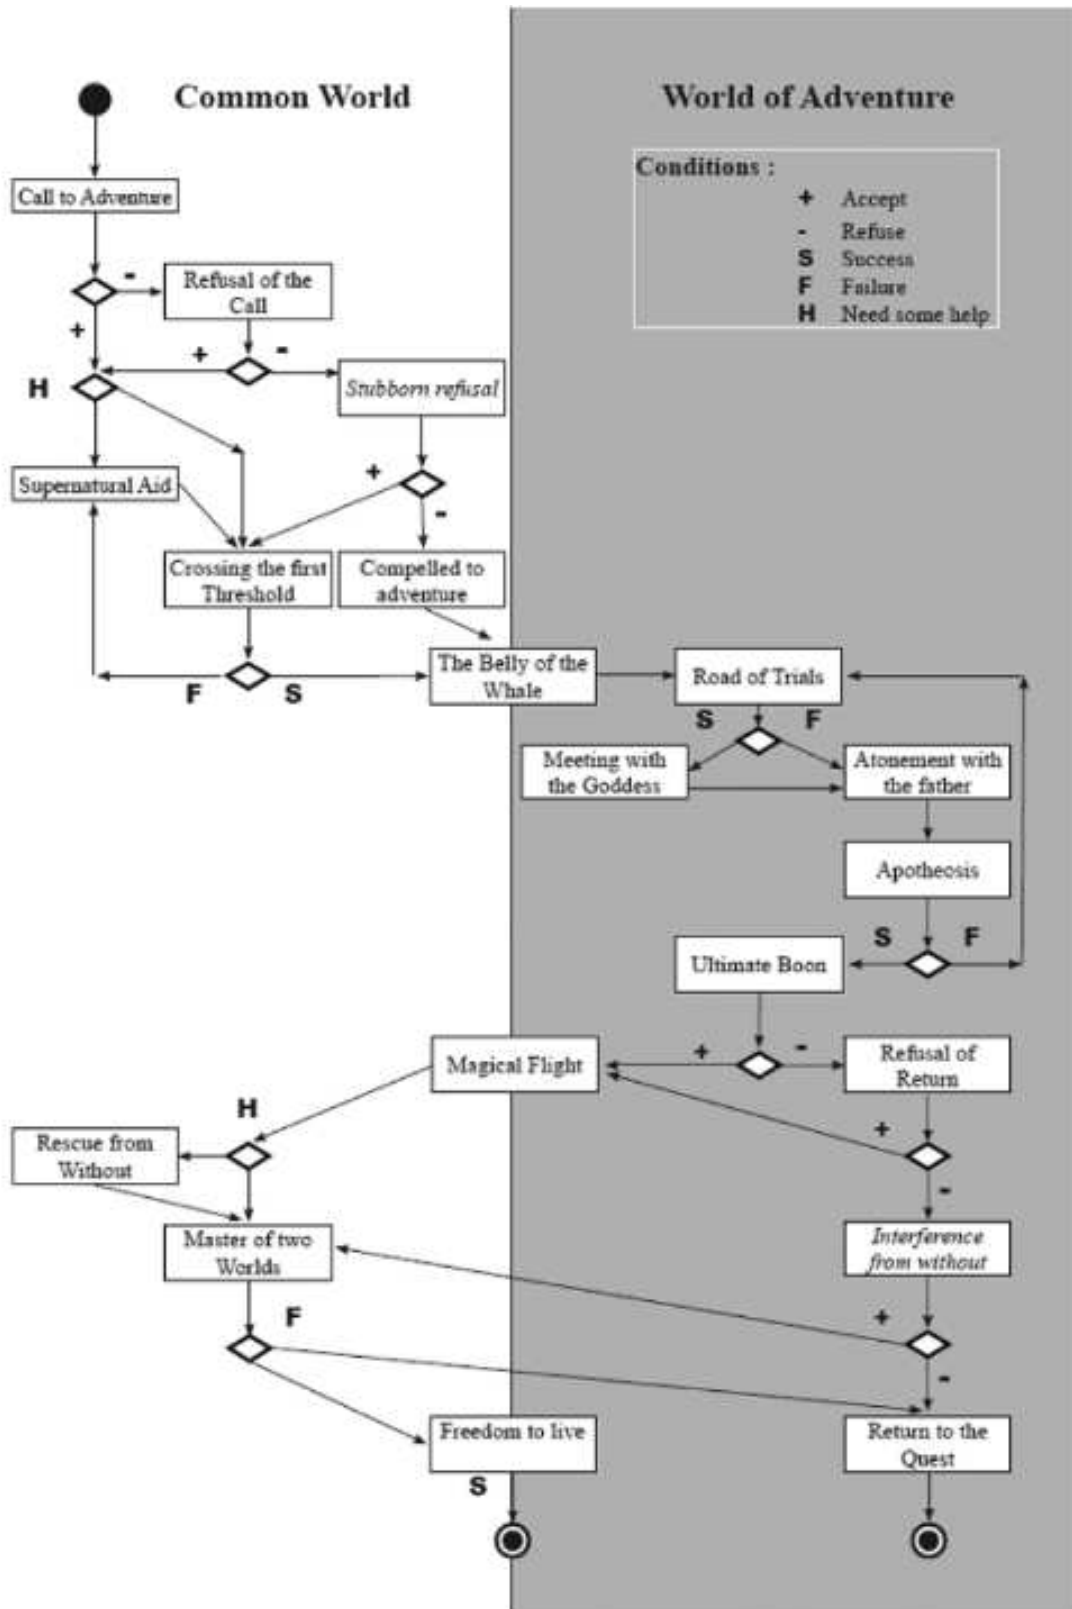 Common World
World of Adventure
Conditions :
+ Accept
- Refuse
S Success
F Failure
H Need some help
Call to Adventure
-
Refusal of the
Call
+
+
-
H
Stubborn refusal
Supernatural Aid
+
-
Crossing the first
Threshold
Compelled to
adventure
F
S
The Belly of the
Whale
Road of Trials
S
F
Meeting with
the Goddess
Atonement with
the father
Apotheosis
S
F
Ultimate Boon
+
-
Magical Flight
Refusal of
Return
H
+
Rescue from
Without
-
Master of two
Worlds
Interference
from without
F
+
-
Freedom to live
Return to the
Quest
S